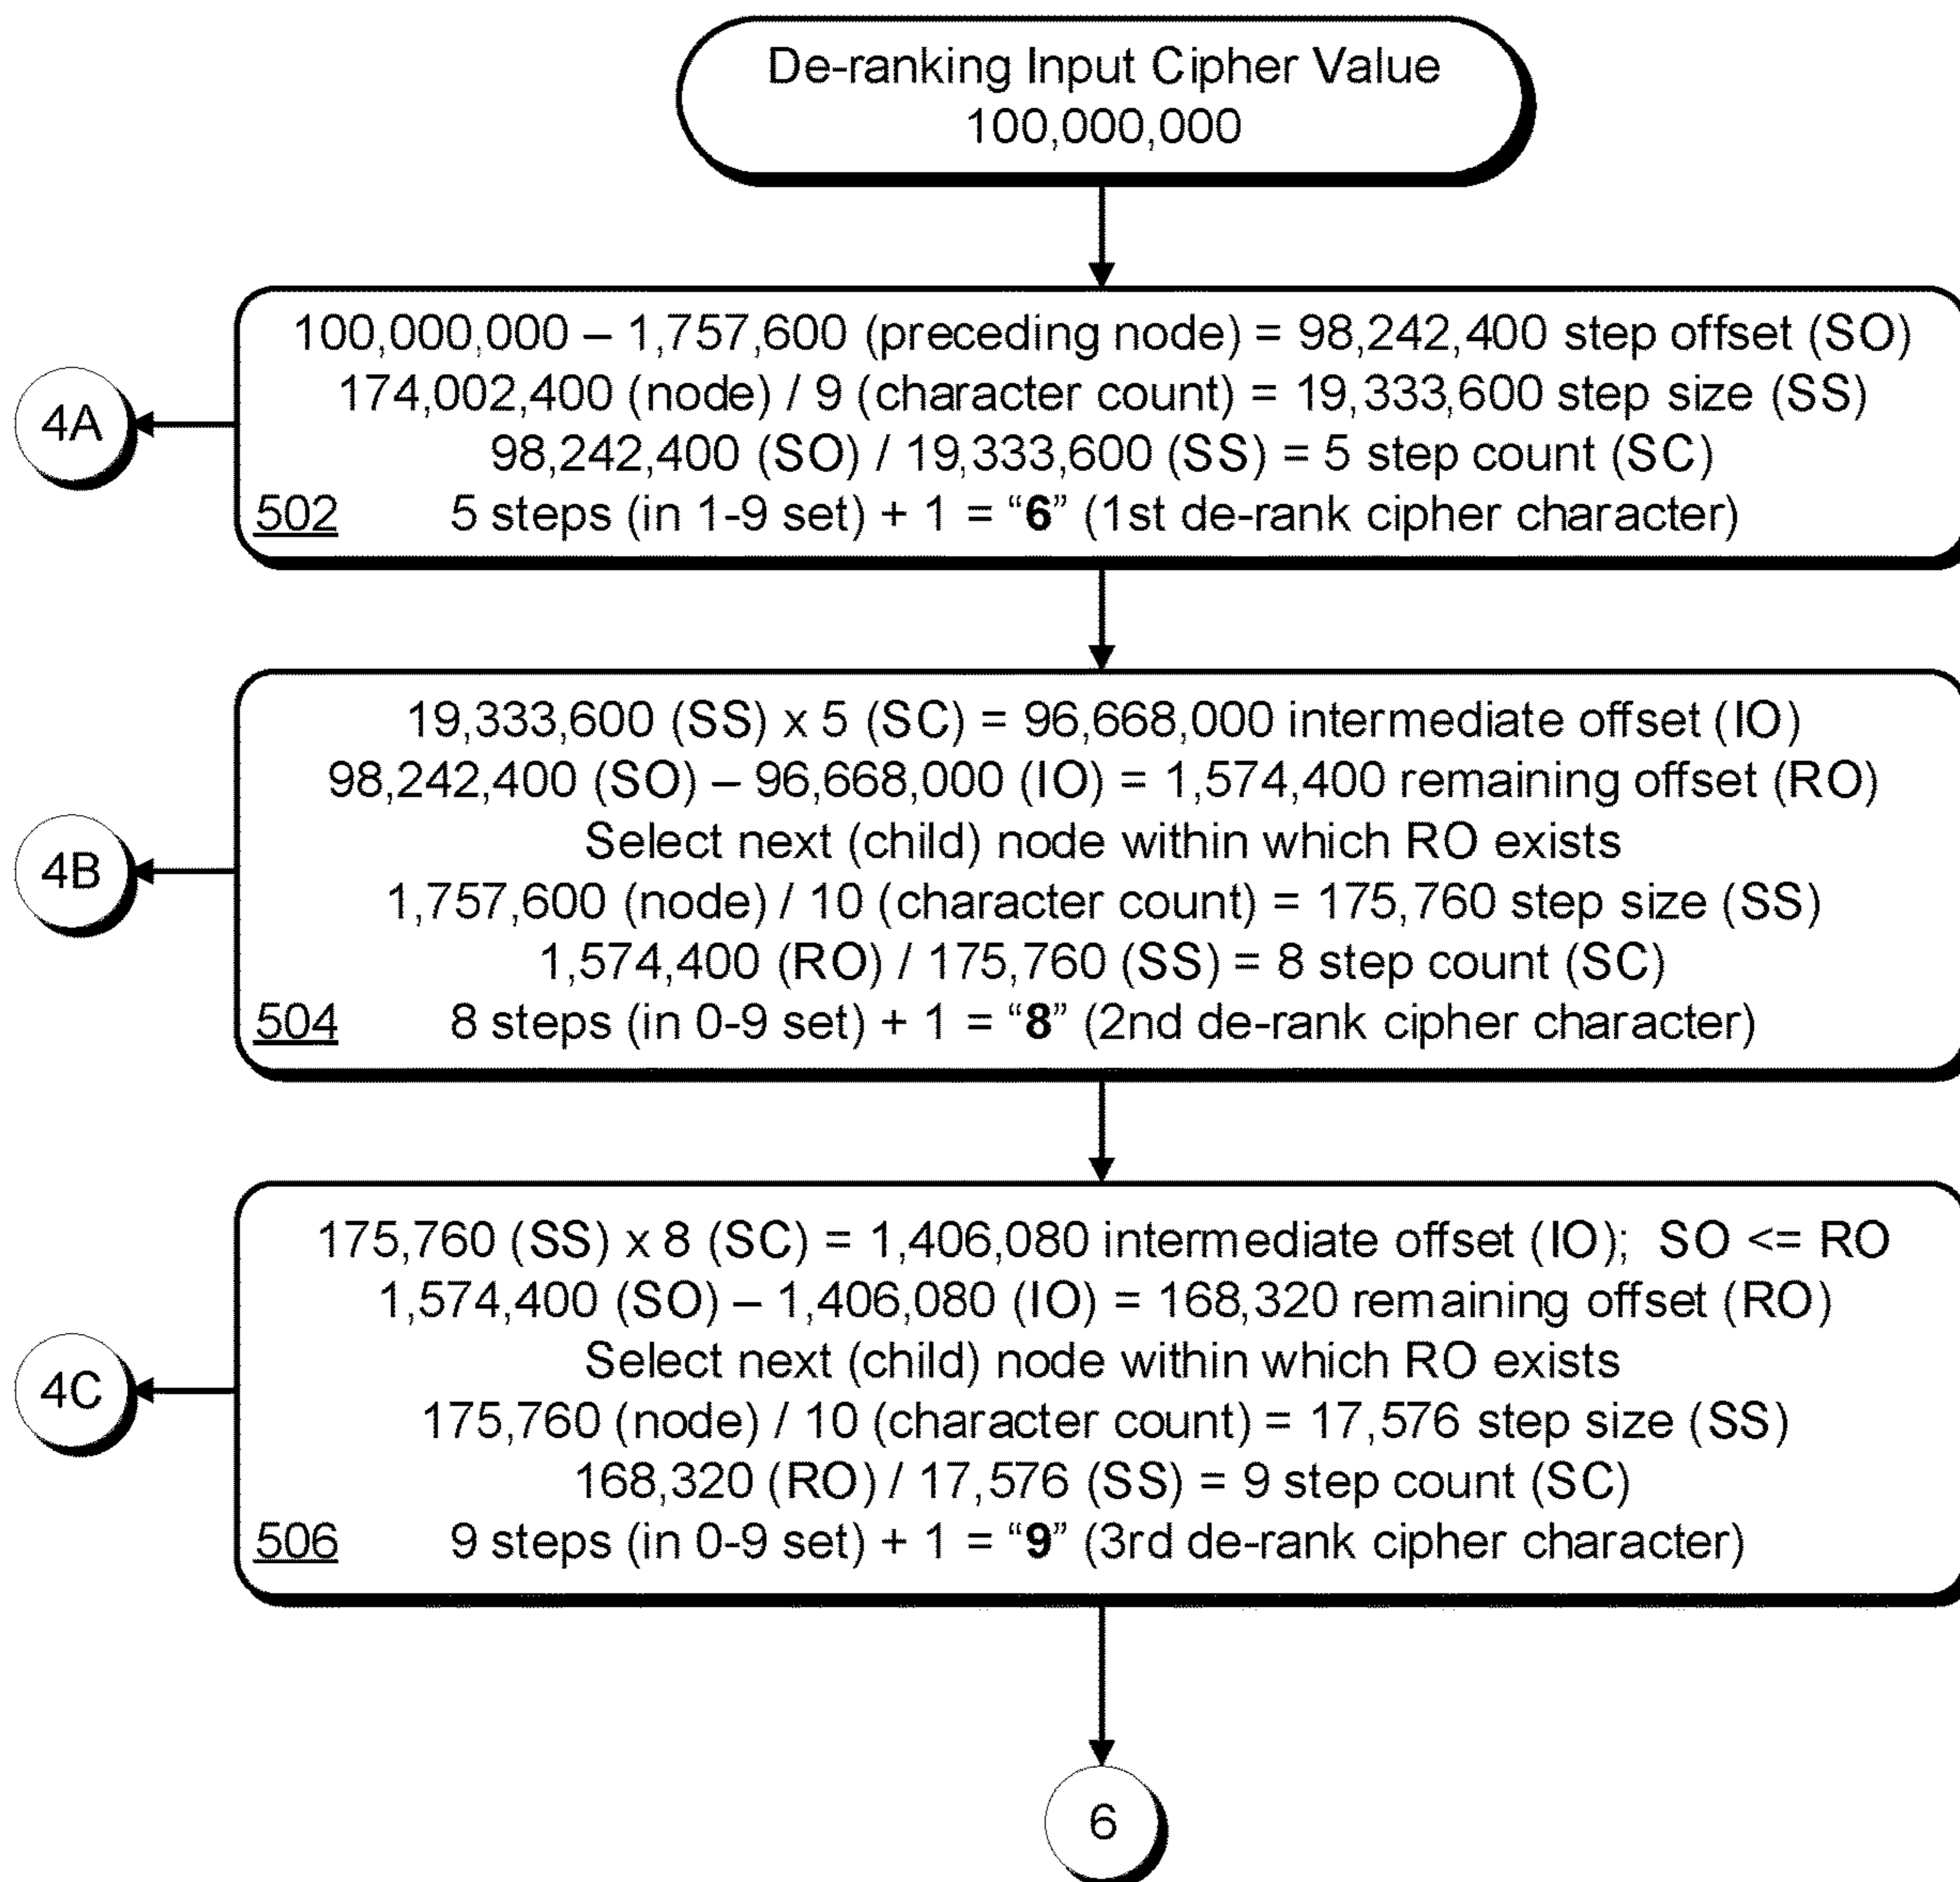 De-ranking Input Cipher Value
100,000,000
100,000,000 – 1,757,600 (preceding node) = 98,242,400 step offset (SO)
174,002,400 (node) / 9 (character count) = 19,333,600 step size (SS)
98,242,400 (SO) / 19,333,600 (SS) = 5 step count (SC)
502 5 steps (in 1-9 set) + 1 = “6” (1st de-rank cipher character)
4A
19,333,600 (SS) x 5 (SC) = 96,668,000 intermediate offset (IO)
98,242,400 (SO) – 96,668,000 (IO) = 1,574,400 remaining offset (RO)
Select next (child) node within which RO exists
1,757,600 (node) / 10 (character count) = 175,760 step size (SS)
1,574,400 (RO) / 175,760 (SS) = 8 step count (SC)
504 8 steps (in 0-9 set) + 1 = “8” (2nd de-rank cipher character)
4B
175,760 (SS) x 8 (SC) = 1,406,080 intermediate offset (IO); SO <= RO
1,574,400 (SO) – 1,406,080 (IO) = 168,320 remaining offset (RO)
Select next (child) node within which RO exists
175,760 (node) / 10 (character count) = 17,576 step size (SS)
168,320 (RO) / 17,576 (SS) = 9 step count (SC)
506 9 steps (in 0-9 set) + 1 = “9” (3rd de-rank cipher character)
4C
6